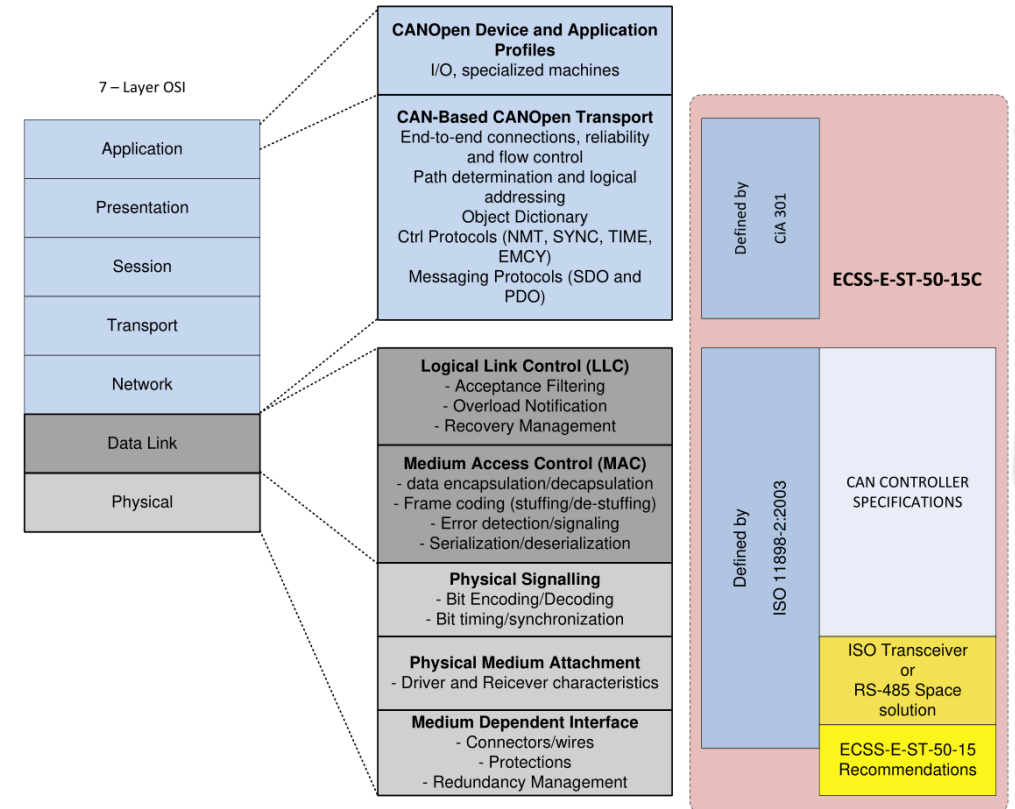 7 – Layer OSI
Application
Presentation
Session
Transport
Network
Data Link
Physical
CANOpen Device and Application
Profiles
I/O, specialized machines
CAN-Based CANOpen Transport
End-to-end connections, reliability
and flow control
Path determination and logical
addressing
Object Dictionary
Ctrl Protocols (NMT, SYNC, TIME,
EMCY)
Messaging Protocols (SDO and
PDO)
Logical Link Control (LLC)
- Acceptance Filtering
- Overload Notification
- Recovery Management
Medium Access Control (MAC)
- data encapsulation/decapsulation
- Frame coding (stuffing/de-stuffing)
- Error detection/signaling
- Serialization/deserialization
Physical Signalling
- Bit Encoding/Decoding
- Bit timing/synchronization
Physical Medium Attachment
- Driver and Reicever characteristics
Medium Dependent Interface
- Connectors/wires
- Protections
- Redundancy Management
Defined by
CiA 301
ECSS-E-ST-50-15C
Defined by
ISO 11898-2:2003
CAN CONTROLLER
SPECIFICATIONS
ISO Transceiver
or
RS-485 Space
solution
ECSS-E-ST-50-15
Recommendations